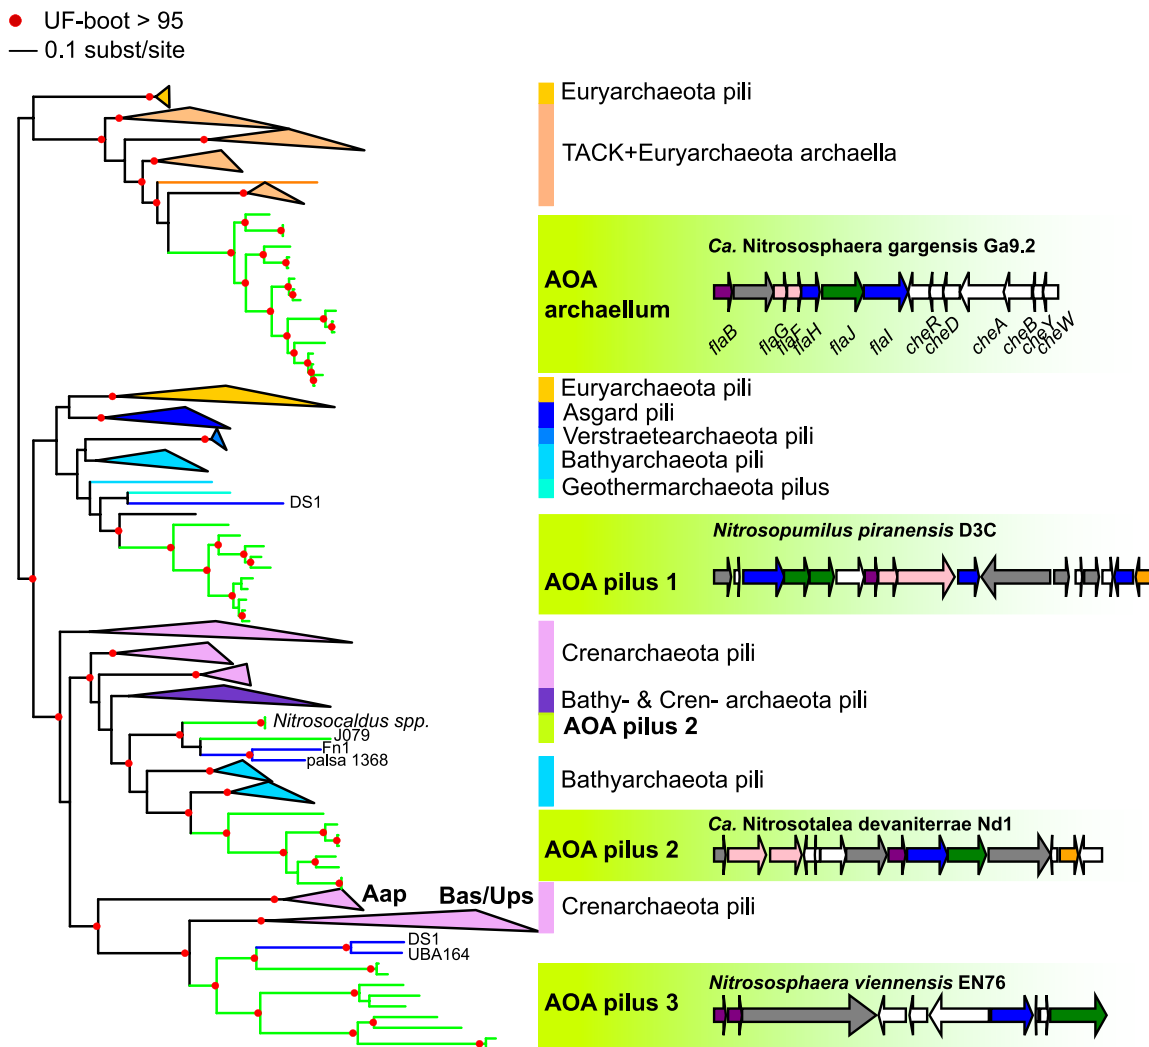 UF-boot > 95
0.1 subst/site
Euryarchaeota pili
TACK+Euryarchaeota archaella
AOA
archaellum
Ca. Nitrososphaera gargensis Ga9.2
flaB
flaG
flaF
flaH
flaJ
flaI
cheR
cheD
cheA
cheB
cheY
cheW
Euryarchaeota pili
Asgard pili
Verstraetearchaeota pili
Bathyarchaeota pili
Geothermarchaeota pilus
DS1
AOA pilus 1
Nitrosopumilus piranensis D3C
Crenarchaeota pili
Bathy- & Cren- archaeota pili
Nitrosocaldus spp.
AOA pilus 2
J079
Fn1
palsa 1368
Bathyarchaeota pili
AOA pilus 2
Ca. Nitrosotalea devaniterrae Nd1
Aap
Bas/Ups
Crenarchaeota pili
DS1
UBA164
AOA pilus 3
Nitrososphaera viennensis EN76